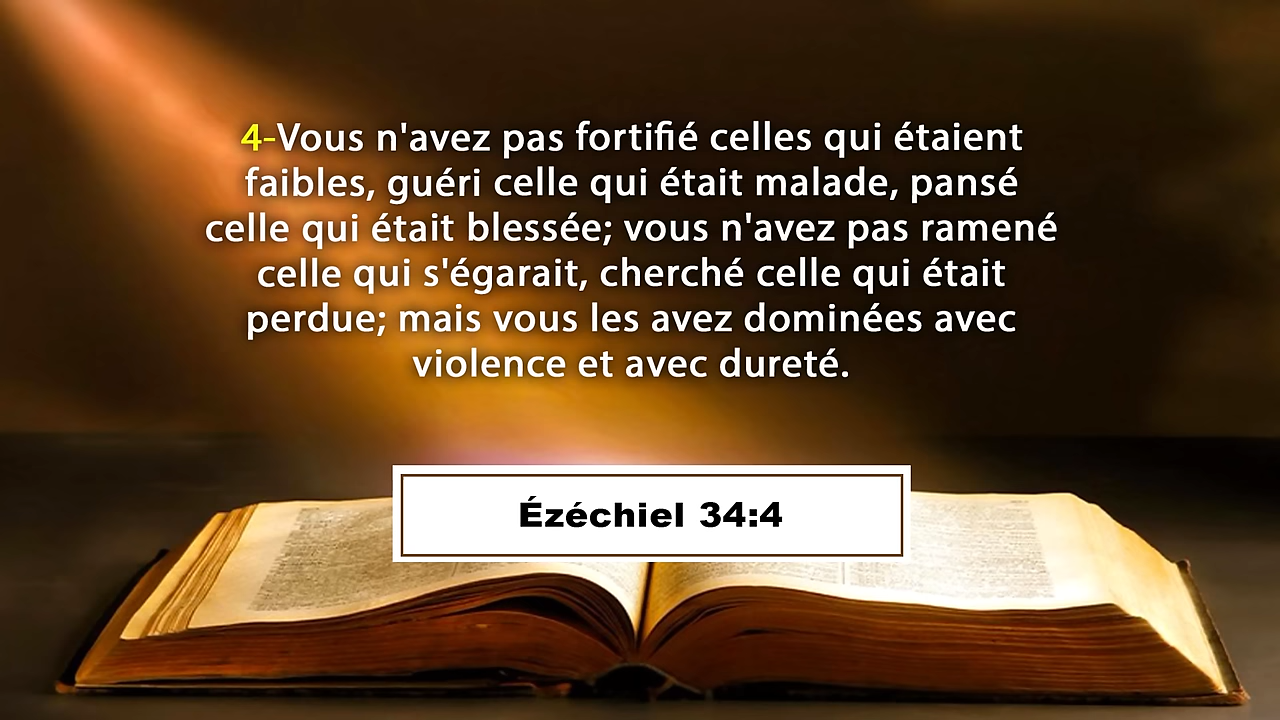 4-Vous n'avez pas fortifié celles qui étaient
faibles, guéri celle qui était malade, pansé
celle qui était blessée; vous n'avez pas ramené
celle qui s'égarait, cherché celle qui était
perdue; mais vous les avez dominées avec
violence et avec dureté.
Ézéchiel 34:4